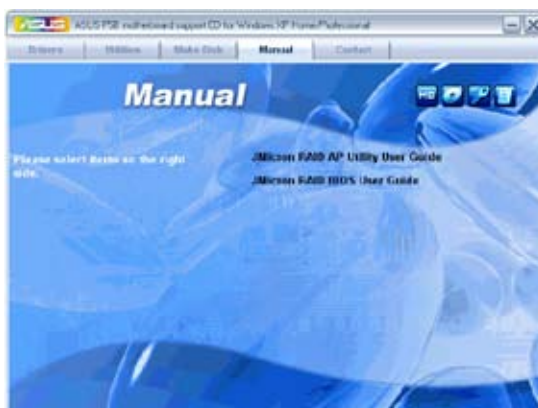 ASUS P5B motherboard support CD for Windows XP Home/Professional
Drivers Utilities Make Disk Manual Contact
Manual
Please select items on the right
side.
JMicron RAID AP Utility User Guide
JMicron RAID BIOS User Guide